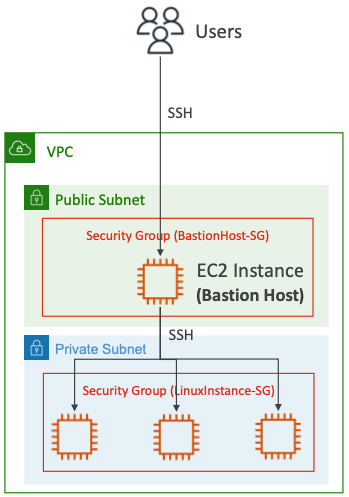 Users
SSH
VPC
Public Subnet
Security Group (BastionHost-SG)
EC2 Instance
(Bastion Host)
SSH
Private Subnet
Security Group (LinuxInstance-SG)